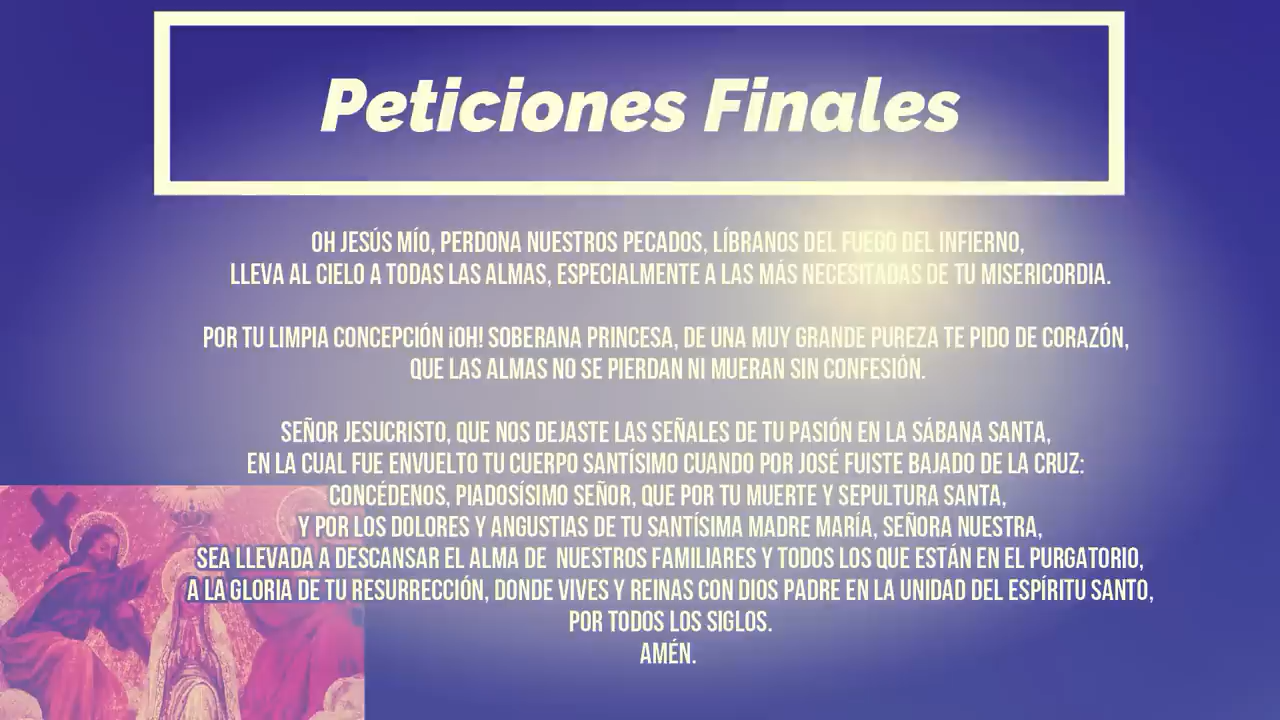 Peticiones Finales
OH JESÚS MÍO, PERDONA NUESTROS PECADOS, LÍBRANOS DEL FUEGO DEL INFIERNO,
LLEVA AL CIELO A TODAS LAS ALMAS, ESPECIALMENTE A LAS MÁS NECESITADAS DE TU MISERICORDIA.
POR TU LIMPIA CONCEPCIÓN ¡OH! SOBERANA PRINCESA, DE UNA MUY GRANDE PUREZA TE PIDO DE CORAZÓN,
QUE LAS ALMAS NO SE PIERDAN NI MUERAN SIN CONFESIÓN.
SEÑOR JESUCRISTO, QUE NOS DEJASTE LAS SEÑALES DE TU PASIÓN EN LA SÁBANA SANTA,
EN LA CUAL FUE ENVUELTO TU CUERPO SANTÍSIMO CUANDO POR JOSÉ FUISTE BAJADO DE LA CRUZ:
CONCÉDENOS, PIADOSÍSIMO SEÑOR, QUE POR TU MUERTE Y SEPULTURA SANTA,
Y POR LOS DOLORES Y ANGUSTIAS DE TU SANTÍSIMA MADRE MARÍA, SEÑORA NUESTRA,
SEA LLEVADA A DESCANSAR EL ALMA DE NUESTROS FAMILIARES Y TODOS LOS QUE ESTÁN EN EL PURGATORIO,
A LA GLORIA DE TU RESURRECCIÓN, DONDE VIVES Y REINAS CON DIOS PADRE EN LA UNIDAD DEL ESPÍRITU SANTO,
POR TODOS LOS SIGLOS.
AMÉN.